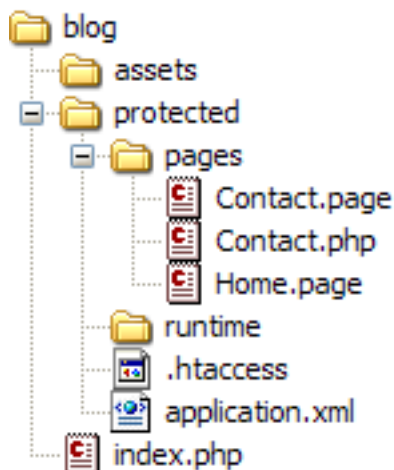 blog
assets
protected
pages
Contact.page
Contact.php
Home.page
runtime
.htaccess
application.xml
index.php